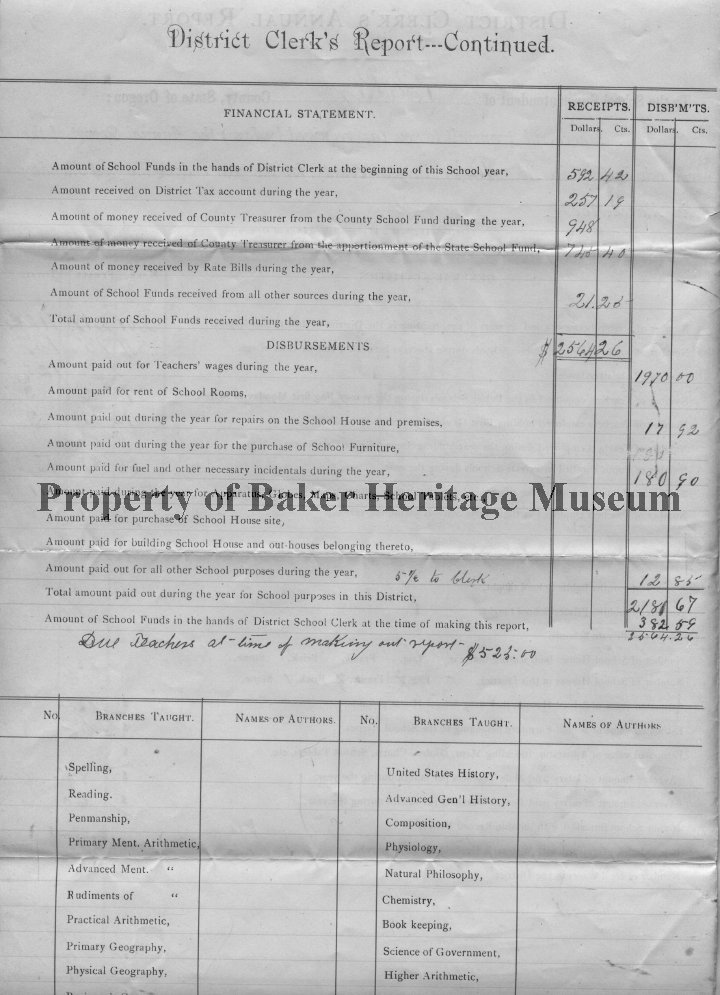 District Clerk's Report---Continued.
FINANCIAL STATEMENT. RECEIPTS. DISB'M'TS.
Dollars. Cts. Dollars. Cts.
Amount of School Funds in the hands of District Clerk at the beginning of this School year, 592 42
Amount received on District Tax account during the year, 257 19
Amount of money received of County Treasurer from the County School Fund during the year, 948
Amount of money received of County Treasurer from the apportionment of the State School Fund, 745 40
Amount of money received by Rate Bills during the year,
Amount of School Funds received from all other sources during the year, 21.25
Total amount of School Funds received during the year,
DISBURSEMENTS $2564 26
Amount paid out for Teachers' wages during the year, 1970 00
Amount paid for rent of School Rooms,
Amount paid out during the year for repairs on the School House and premises, 17 92
Amount paid out during the year for the purchase of School Furniture,
Amount paid for fuel and other necessary incidentals during the year, 180 90
Amount paid during the year for Apparatus, Globes, Maps, Charts, School Tablets, etc.,
Property of Baker Heritage Museum
Amount paid for purchase of School House site,
Amount paid for building School House and out-houses belonging thereto,
Amount paid out for all other School purposes during the year, 5% to Clerk 12 85
Total amount paid out during the year for School purposes in this District, 2181 67
Amount of School Funds in the hands of District School Clerk at the time of making this report, 382 59
2564.26
Due Teachers at time of making out report $525.00
No. BRANCHES TAUGHT. NAMES OF AUTHORS. No. BRANCHES TAUGHT. NAMES OF AUTHORS
Spelling, United States History,
Reading. Advanced Gen'l History,
Penmanship, Composition,
Primary Ment. Arithmetic, Physiology,
Advanced Ment. “ Natural Philosophy,
Rudiments of “ Chemistry,
Practical Arithmetic, Book keeping,
Primary Geography, Science of Government,
Physical Geography, Higher Arithmetic,